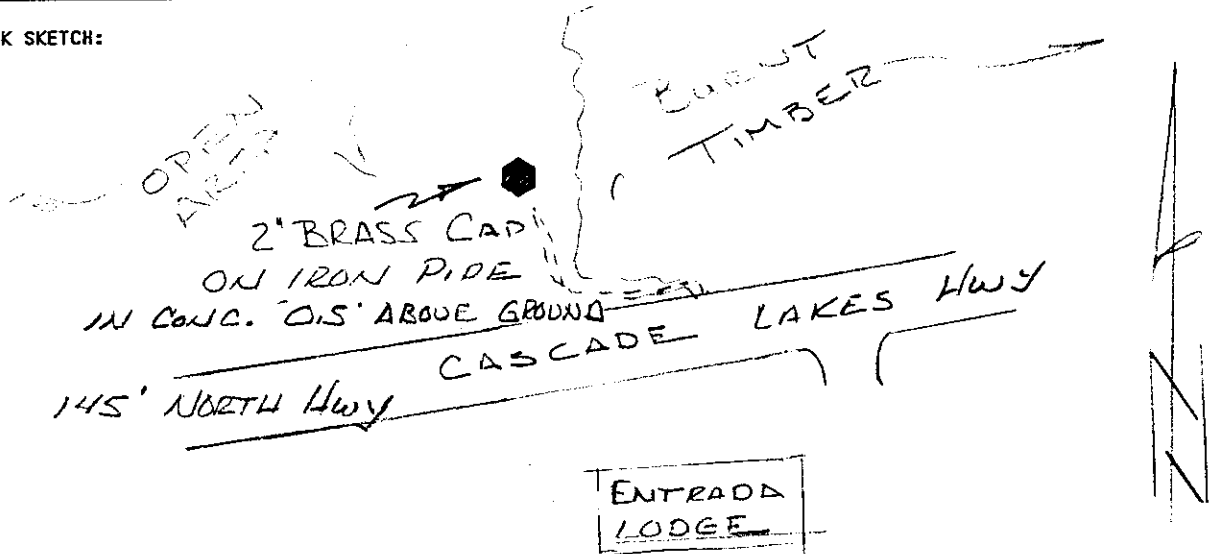 K SKETCH:
OPEN
AREA
BURNT
TIMBER
2" BRASS CAP
ON IRON PIPE
IN CONC. 0.5' ABOVE GROUND
CASCADE LAKES HWY
145' NORTH HWY
ENTRADA
LODGE
N